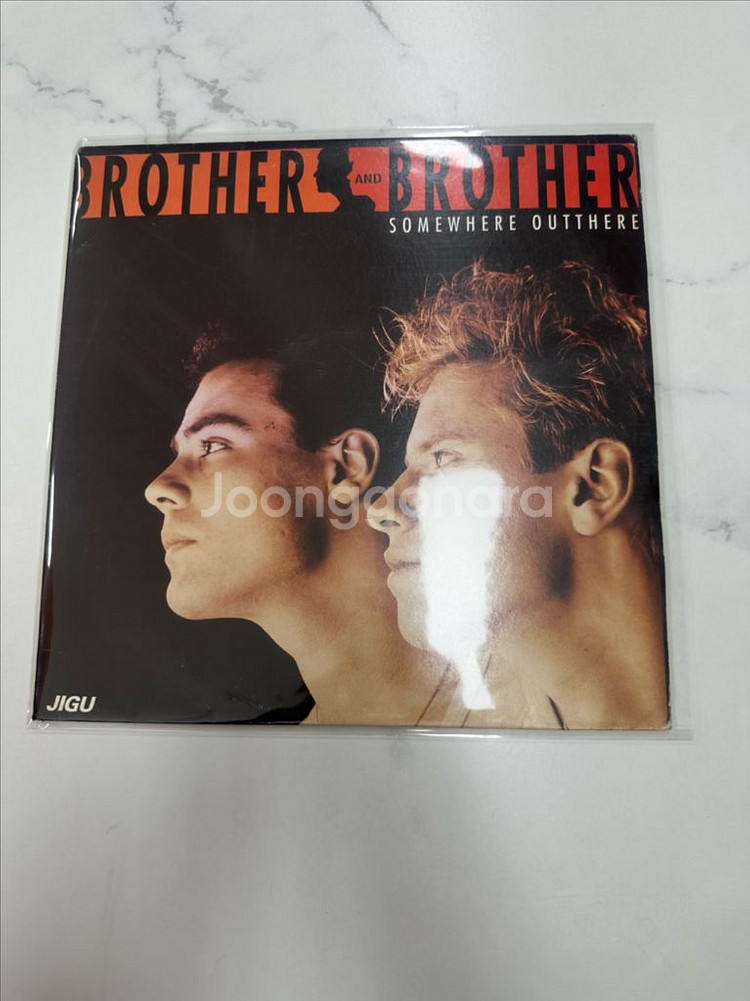 BROTHER AND BROTHER
SOMEWHERE OUTTHERE
Joonggonara
JIGU